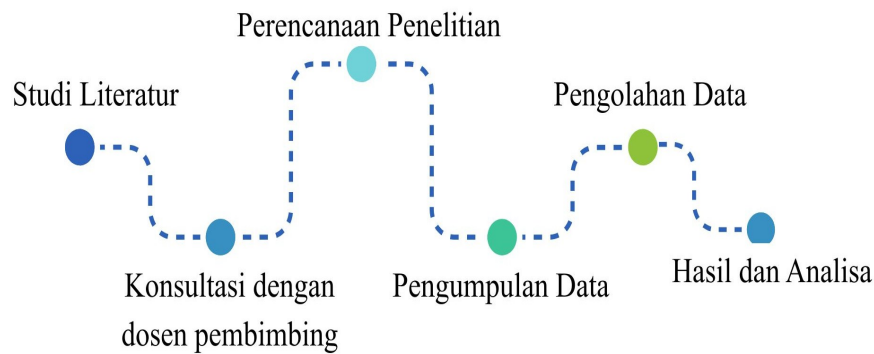 Studi Literatur
Konsultasi dengan
dosen pembimbing
Perencanaan Penelitian
Pengumpulan Data
Pengolahan Data
Hasil dan Analisa